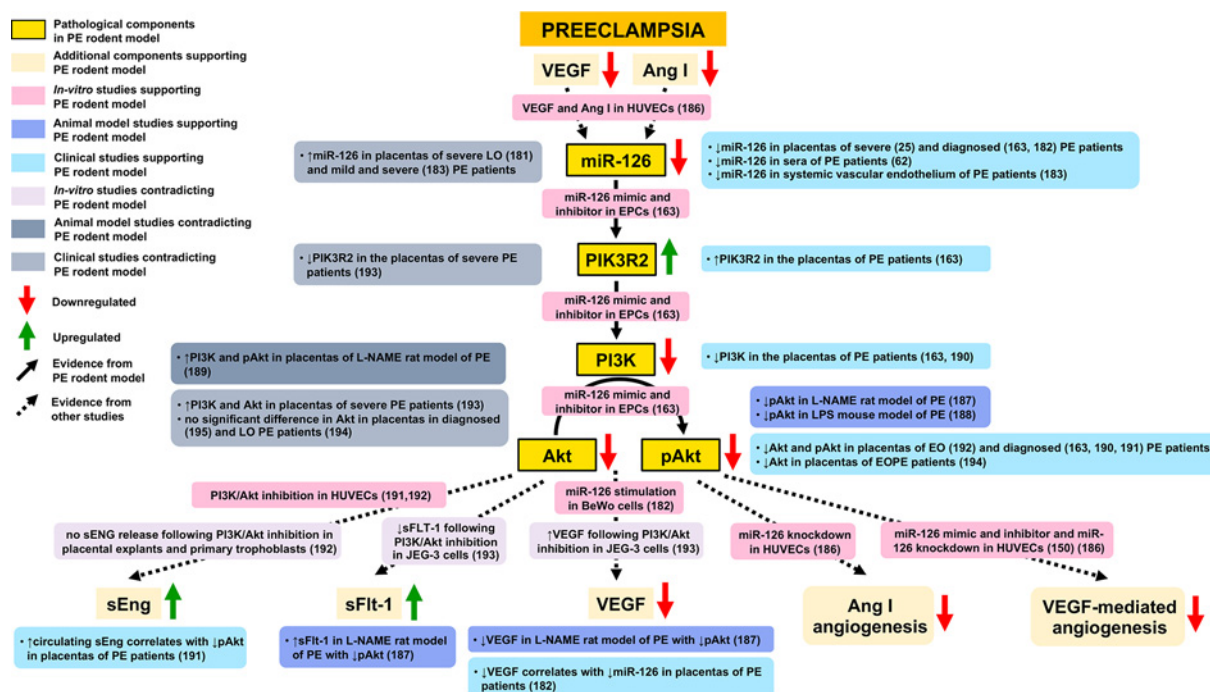 Pathological components
in PE rodent model
Additional components supporting
PE rodent model
In-vitro studies supporting
PE rodent model
Animal model studies supporting
PE rodent model
Clinical studies supporting
PE rodent model
In-vitro studies contradicting
PE rodent model
Animal model studies contradicting
PE rodent model
Clinical studies contradicting
PE rodent model
Downregulated
Upregulated
Evidence from
PE rodent model
Evidence from
other studies
PREECLAMPSIA
VEGF
Ang I
VEGF and Ang I in HUVECs (186)
• ↑miR-126 in placentas of severe LO (181)
and mild and severe (183) PE patients
miR-126
• ↓miR-126 in placentas of severe (25) and diagnosed (163, 182) PE patients
• ↓miR-126 in sera of PE patients (62)
• ↓miR-126 in systemic vascular endothelium of PE patients (183)
miR-126 mimic and
inhibitor in EPCs (163)
• ↓PIK3R2 in the placentas of severe PE
patients (193)
PIK3R2
• ↑PIK3R2 in the placentas of PE patients (163)
miR-126 mimic and
inhibitor in EPCs (163)
• ↑PI3K and pAkt in placentas of L-NAME rat model of PE
(189)
PI3K
• ↓PI3K in the placentas of PE patients (163, 190)
• ↑PI3K and Akt in placentas of severe PE patients (193)
• no significant difference in Akt in placentas in diagnosed
(195) and LO PE patients (194)
miR-126 mimic and
inhibitor in EPCs (163)
• ↓pAkt in L-NAME rat model of PE (187)
• ↓pAkt in LPS mouse model of PE (188)
Akt
pAkt
• ↓Akt and pAkt in placentas of EO (192) and diagnosed (163, 190, 191) PE patients
• ↓Akt in placentas of EOPE patients (194)
PI3K/Akt inhibition in HUVECs (191,192)
miR-126 stimulation
in BeWo cells (182)
no sENG release following PI3K/Akt inhibition in
placental explants and primary trophoblasts (192)
↓sFLT-1 following
PI3K/Akt inhibition
in JEG-3 cells (193)
↑VEGF following PI3K/Akt
inhibition in JEG-3 cells (193)
miR-126 knockdown
in HUVECs (186)
miR-126 mimic and inhibitor and miR-
126 knockdown in HUVECs (150) (186)
sEng
sFlt-1
VEGF
Ang I
angiogenesis
VEGF-mediated
angiogenesis
• ↑circulating sEng correlates with ↓pAkt
in placentas of PE patients (191)
• ↑sFlt-1 in L-NAME rat model
of PE with ↓pAkt (187)
• ↓VEGF in L-NAME rat model of PE with ↓pAkt (187)
• ↓VEGF correlates with ↓miR-126 in placentas of PE
patients (182)